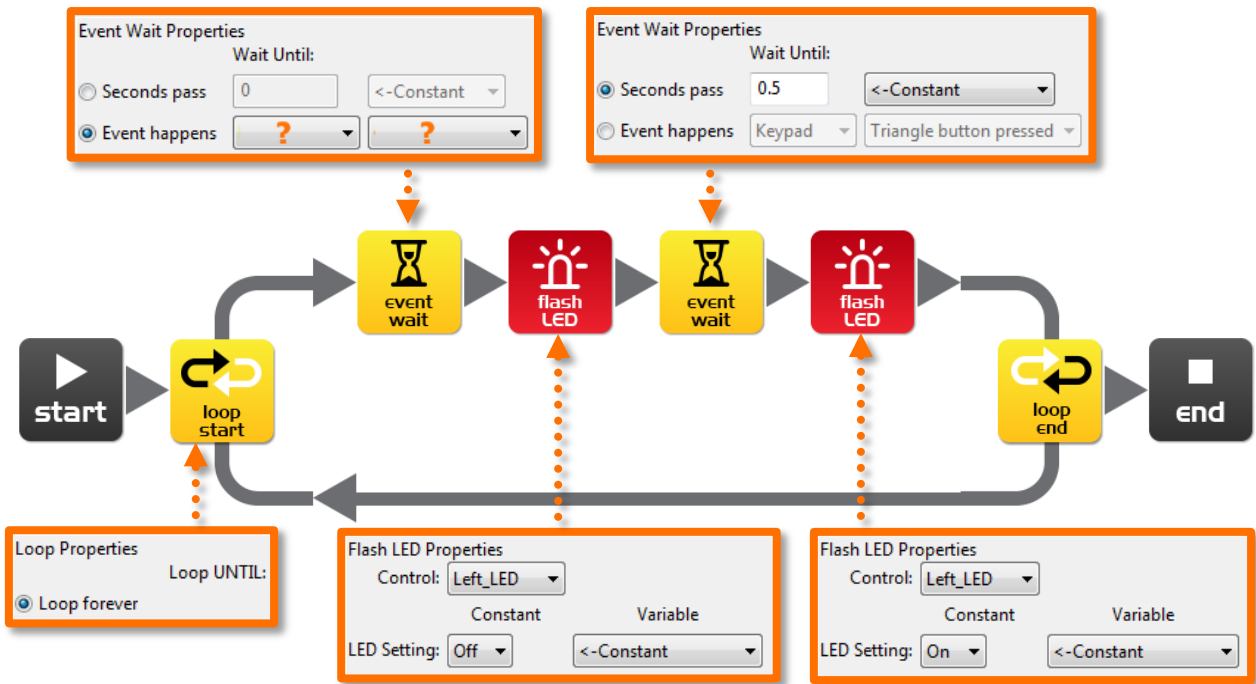 Event Wait Properties
Wait Until:
Seconds pass 0 <-Constant
Event happens ? ?
Event Wait Properties
Wait Until:
Seconds pass 0.5 <-Constant
Event happens Keypad Triangle button pressed
start
loop
start
event
wait
flash
LED
event
wait
flash
LED
loop
end
end
Loop Properties
Loop UNTIL:
Loop forever
Flash LED Properties
Control: Left_LED
Constant Variable
LED Setting: Off <-Constant
Flash LED Properties
Control: Left_LED
Constant Variable
LED Setting: On <-Constant